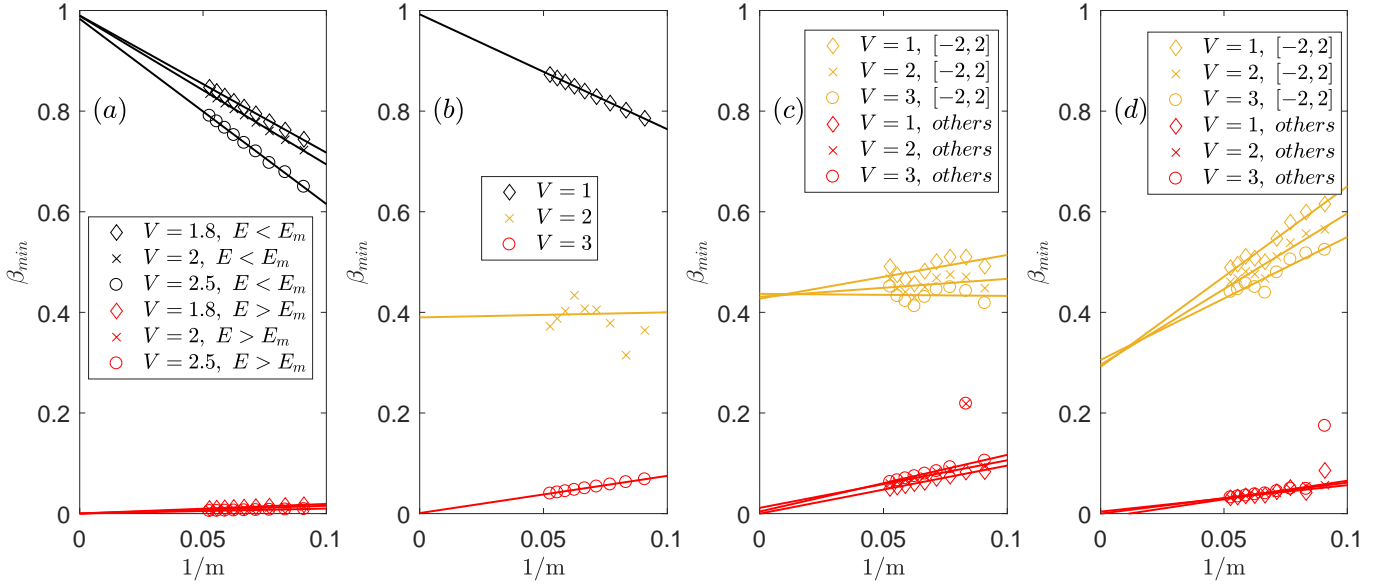 1
0.8
0.6
0.4
0.2
0
0
0.05
0.1
1/m
β_min
(a)
V = 1.8, E < E_m
V = 2, E < E_m
V = 2.5, E < E_m
V = 1.8, E > E_m
V = 2, E > E_m
V = 2.5, E > E_m
1
0.8
0.6
0.4
0.2
0
0
0.05
0.1
1/m
β_min
(b)
V = 1
V = 2
V = 3
1
0.8
0.6
0.4
0.2
0
0
0.05
0.1
1/m
β_min
(c)
V = 1, [−2, 2]
V = 2, [−2, 2]
V = 3, [−2, 2]
V = 1, others
V = 2, others
V = 3, others
1
0.8
0.6
0.4
0.2
0
0
0.05
0.1
1/m
β_min
(d)
V = 1, [−2, 2]
V = 2, [−2, 2]
V = 3, [−2, 2]
V = 1, others
V = 2, others
V = 3, others